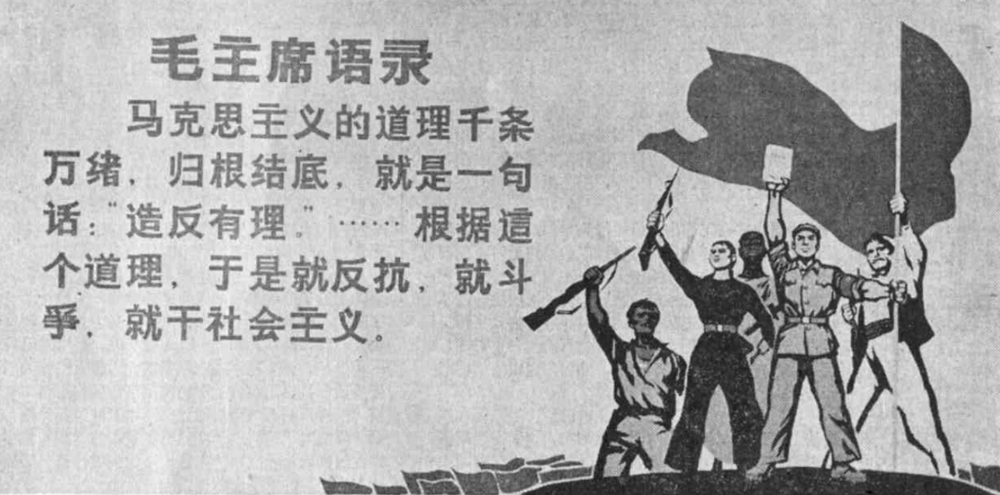 毛主席语录
马克思主义的道理千条
万绪，归根结底，就是一句
话：“造反有理。”……根据這
个道理，于是就反抗，就斗
爭，就干社会主义。